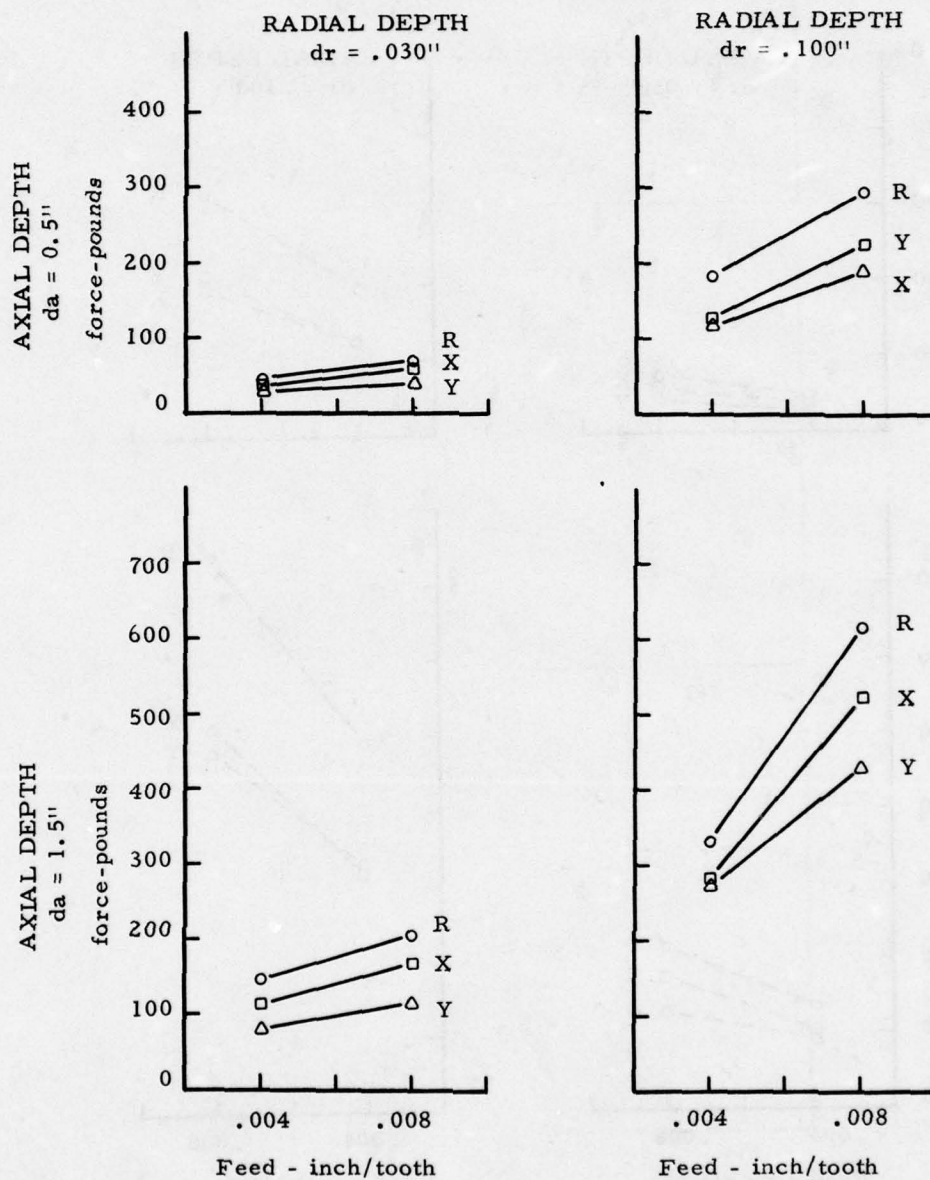 RADIAL DEPTH
dr = .030"
RADIAL DEPTH
dr = .100"
AXIAL DEPTH
da = 0.5"
force-pounds
400
300
200
100
0
R
X
Y
R
Y
X
AXIAL DEPTH
da = 1.5"
force-pounds
700
600
500
400
300
200
100
0
R
X
Y
R
X
Y
.004
.008
.004
.008
Feed - inch/tooth
Feed - inch/tooth